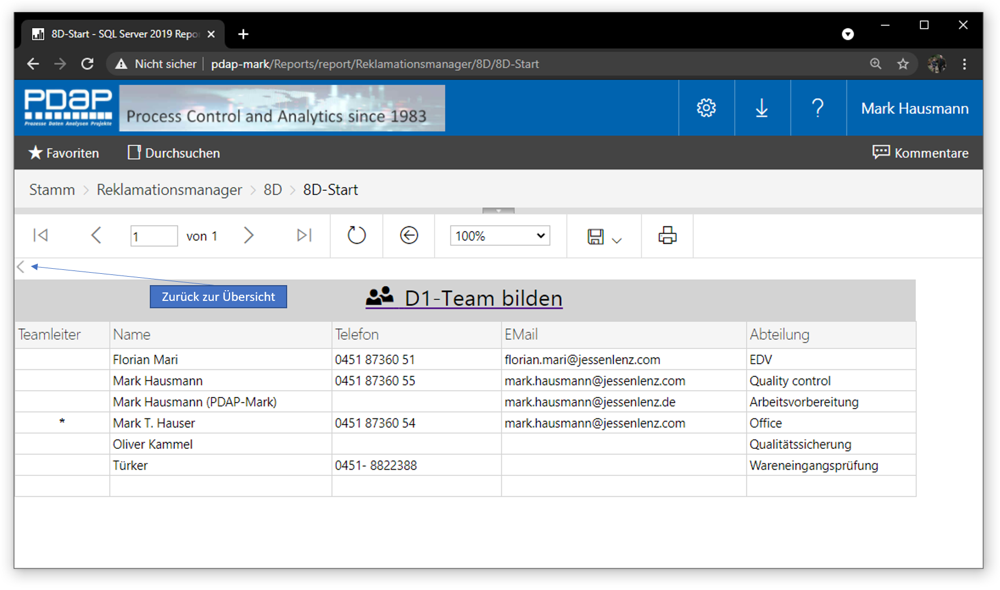 8D-Start - SQL Server 2019 Repo
Nicht sicher pdap-mark/Reports/report/Reklamationsmanager/8D/8D-Start
PDAP
Prozesse Daten Analysen Projekte
Process Control and Analytics since 1983
? Mark Hausmann
Favoriten Durchsuchen Kommentare
Stamm > Reklamationsmanager > 8D > 8D-Start
1 von 1 100%
Zurück zur Übersicht
D1-Team bilden
Teamleiter Name Telefon EMail Abteilung
Florian Mari 0451 87360 51 florian.mari@jessenlenz.com EDV
Mark Hausmann 0451 87360 55 mark.hausmann@jessenlenz.com Quality control
Mark Hausmann (PDAP-Mark) mark.hausmann@jessenlenz.de Arbeitsvorbereitung
* Mark T. Hauser 0451 87360 54 mark.hausmann@jessenlenz.com Office
Oliver Kammel Qualitätssicherung
Türker 0451- 8822388 Wareneingangsprüfung